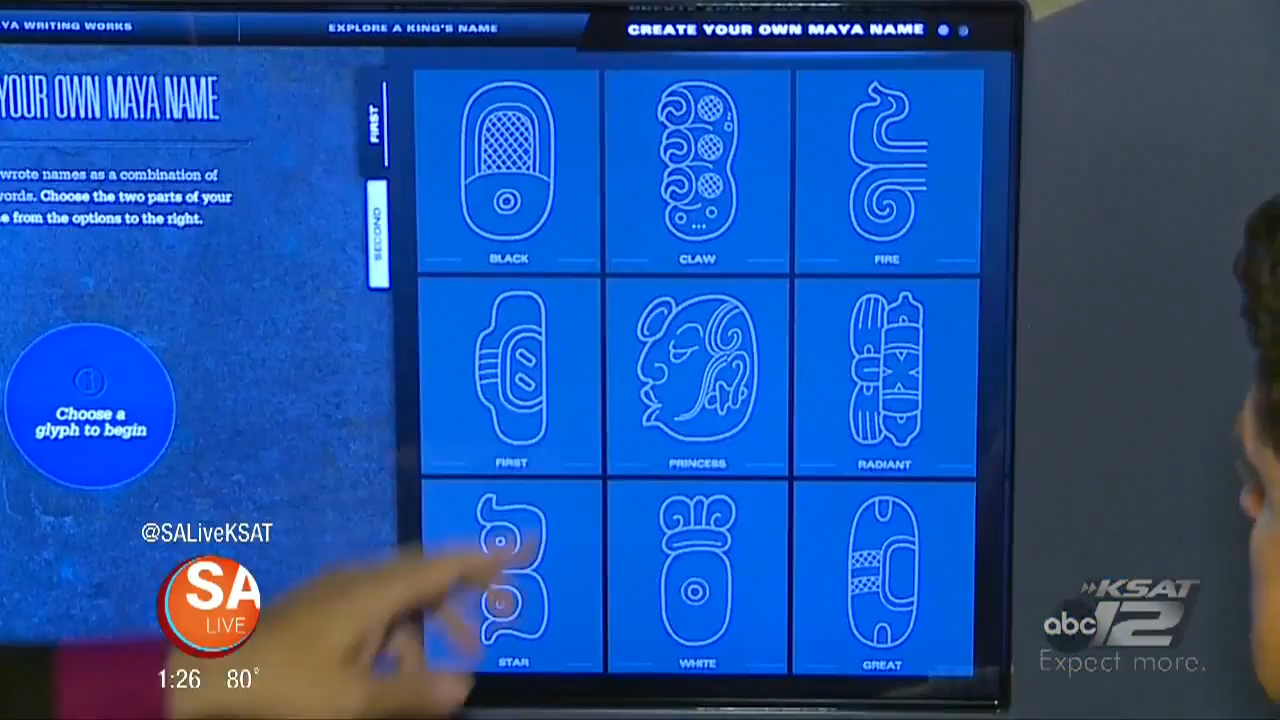 YA WRITING WORKS
EXPLORE A KING'S NAME
CREATE YOUR OWN MAYA NAME
YOUR OWN MAYA NAME
wrote names as a combination of
words. Choose the two parts of your
from the options to the right.
FIRST
SECOND
BLACK
CLAW
FIRE
FIRST
PRINCESS
RADIANT
STAR
WHITE
GREAT
Choose a
glyph to begin
@SALiveKSAT
SA
LIVE
1:26 80°
KSAT
abc 12
Expect more.